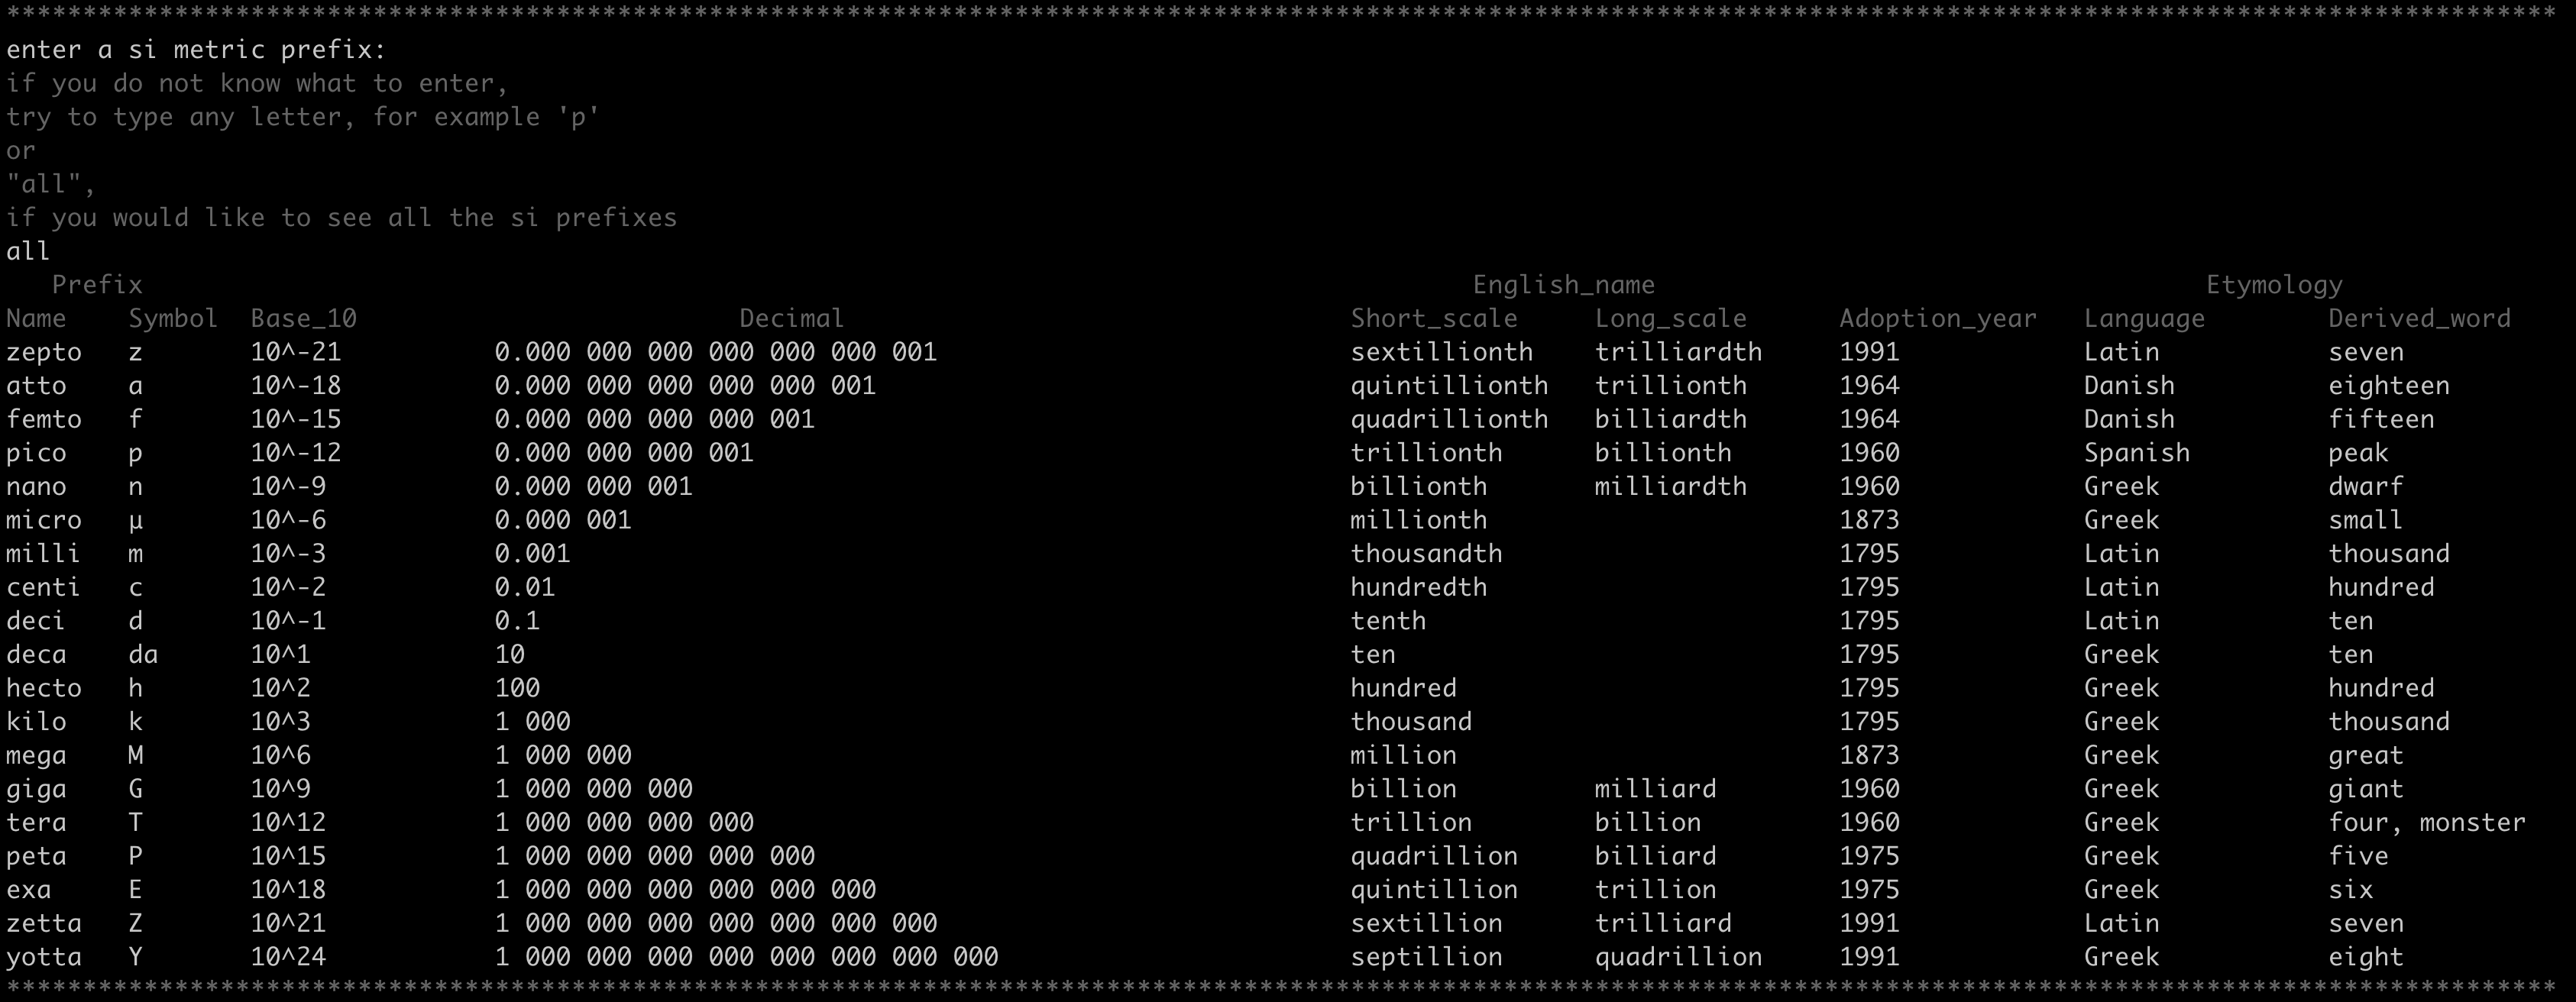 ************************************************************************************************************************************************************************
enter a si metric prefix:
if you do not know what to enter,
try to type any letter, for example 'p'
or
"all",
if you would like to see all the si prefixes
all
Prefix English_name Etymology
Name Symbol Base_10 Decimal Short_scale Long_scale Adoption_year Language Derived_word
zepto z 10^-21 0.000 000 000 000 000 000 001 sextillionth trilliardth 1991 Latin seven
atto a 10^-18 0.000 000 000 000 000 001 quintillionth trillionth 1964 Danish eighteen
femto f 10^-15 0.000 000 000 000 001 quadrillionth billiardth 1964 Danish fifteen
pico p 10^-12 0.000 000 000 001 trillionth billionth 1960 Spanish peak
nano n 10^-9 0.000 000 001 billionth milliardth 1960 Greek dwarf
micro µ 10^-6 0.000 001 millionth 1873 Greek small
milli m 10^-3 0.001 thousandth 1795 Latin thousand
centi c 10^-2 0.01 hundredth 1795 Latin hundred
deci d 10^-1 0.1 tenth 1795 Latin ten
deca da 10^1 10 ten 1795 Greek ten
hecto h 10^2 100 hundred 1795 Greek hundred
kilo k 10^3 1 000 thousand 1795 Greek thousand
mega M 10^6 1 000 000 million 1873 Greek great
giga G 10^9 1 000 000 000 billion milliard 1960 Greek giant
tera T 10^12 1 000 000 000 000 trillion billion 1960 Greek four, monster
peta P 10^15 1 000 000 000 000 000 quadrillion billiard 1975 Greek five
exa E 10^18 1 000 000 000 000 000 000 quintillion trillion 1975 Greek six
zetta Z 10^21 1 000 000 000 000 000 000 000 sextillion trilliard 1991 Latin seven
yotta Y 10^24 1 000 000 000 000 000 000 000 000 septillion quadrillion 1991 Greek eight
************************************************************************************************************************************************************************